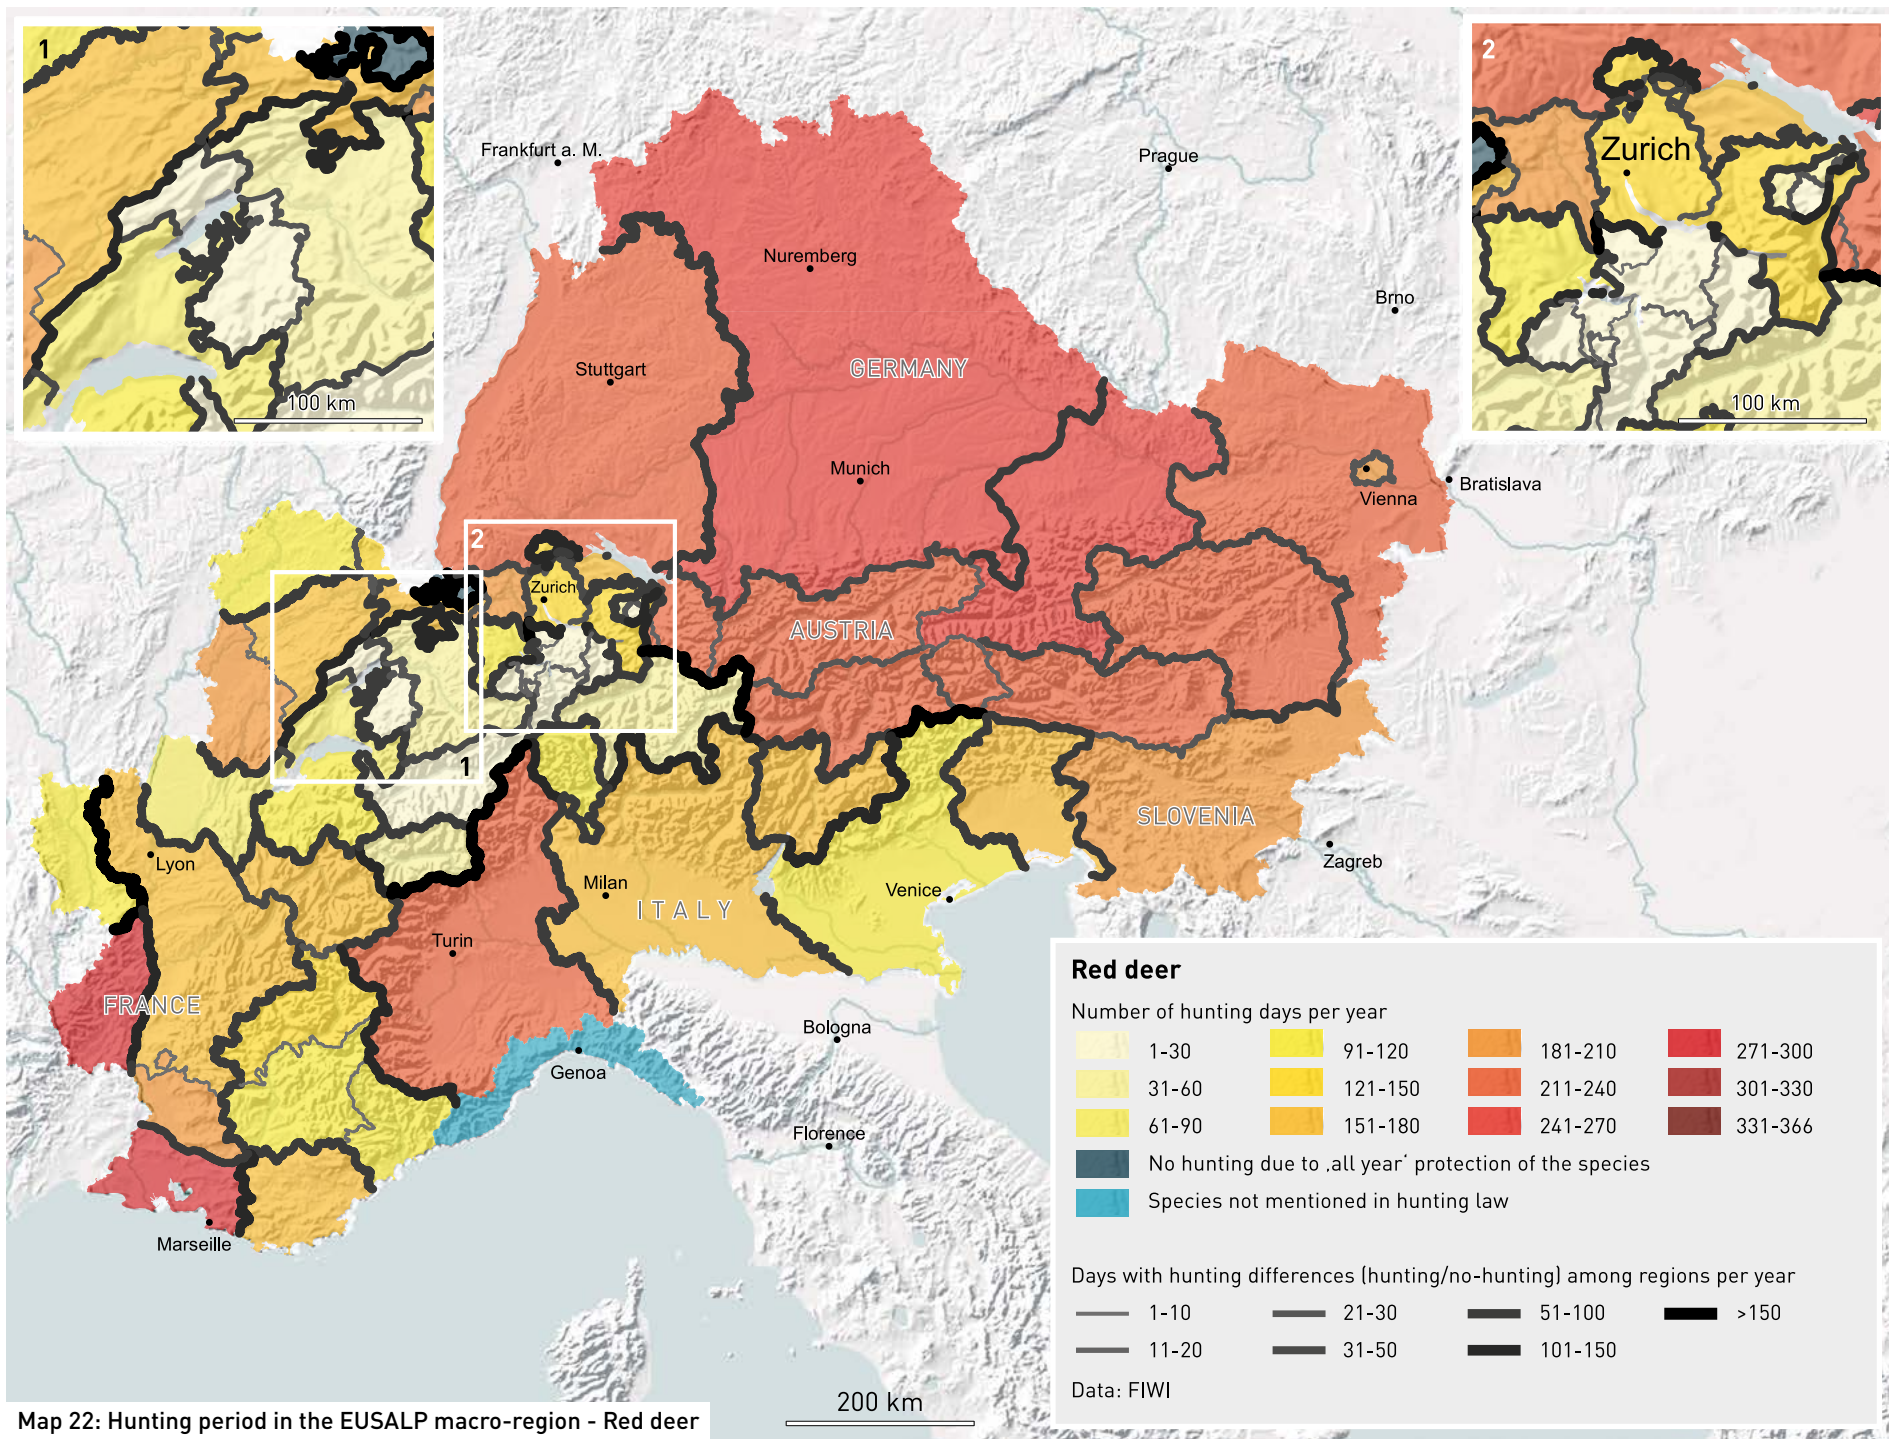 1
100 km
2
Zurich
100 km
Frankfurt a. M.
Prague
Nuremberg
Brno
Stuttgart
GERMANY
Munich
Vienna
Bratislava
2
Zurich
AUSTRIA
1
SLOVENIA
Lyon
Zagreb
Milan
Venice
ITALY
Turin
FRANCE
Bologna
Genoa
Florence
Marseille
Red deer
Number of hunting days per year
1-30
91-120
181-210
271-300
31-60
121-150
211-240
301-330
61-90
151-180
241-270
331-366
No hunting due to ‚all year‘ protection of the species
Species not mentioned in hunting law
Days with hunting differences (hunting/no-hunting) among regions per year
1-10
21-30
51-100
>150
11-20
31-50
101-150
Data: FIWI
200 km
Map 22: Hunting period in the EUSALP macro-region - Red deer